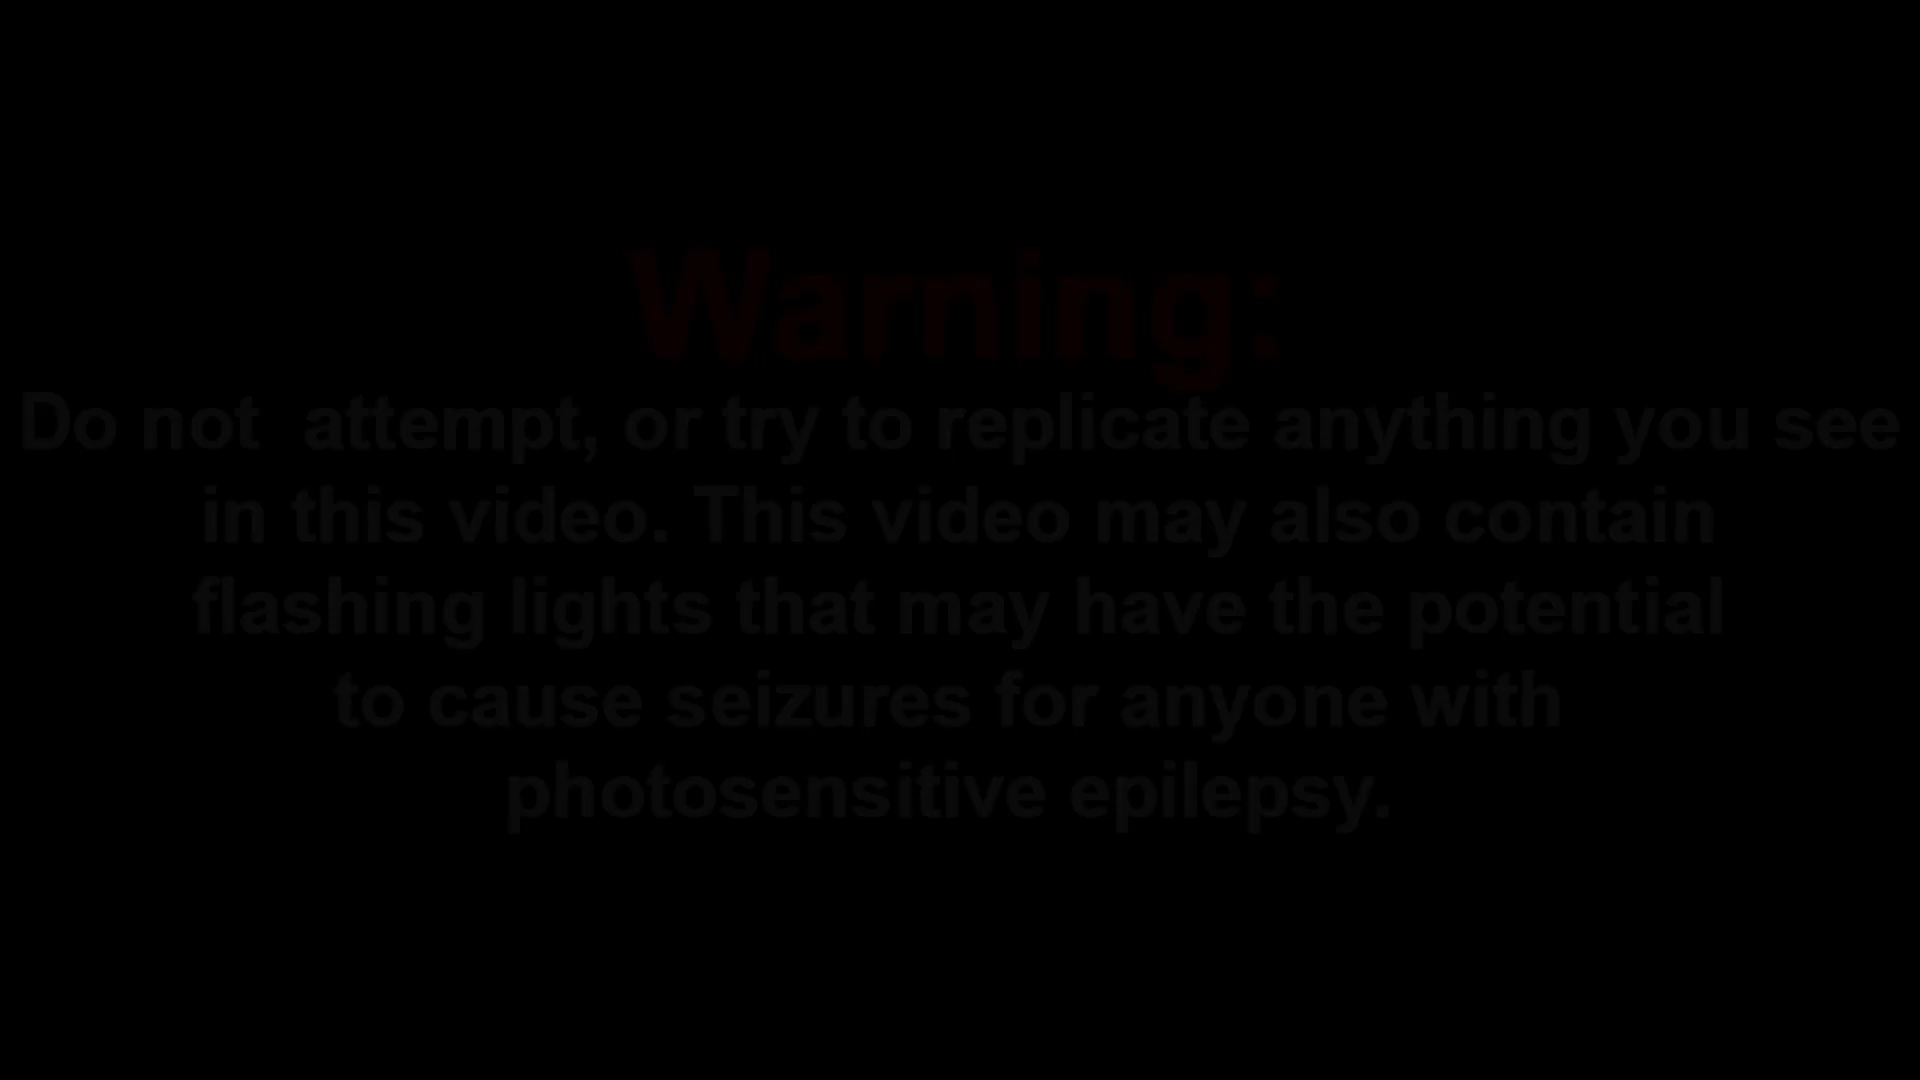 Warning:
Do not  attempt, or try to replicate anything you see
in this video. This video may also contain
flashing lights that may have the potential
to cause seizures for anyone with
photosensitive epilepsy.